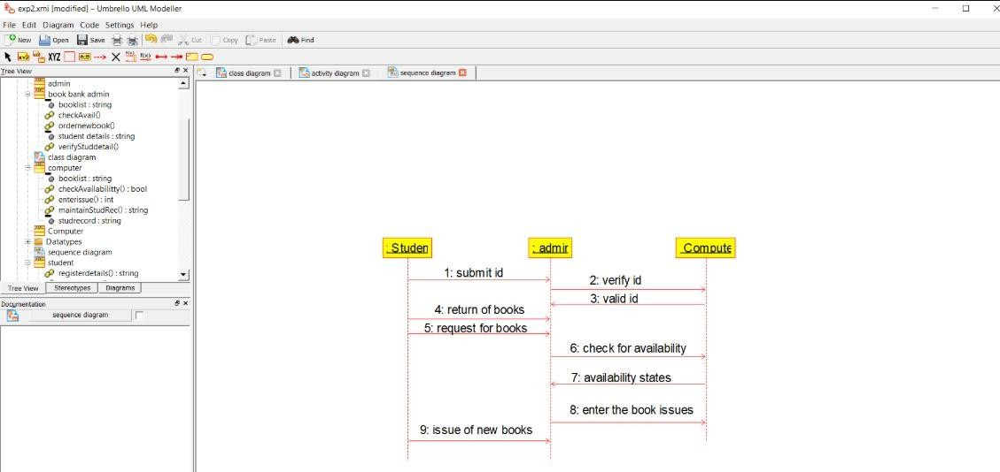 exp2.xmi [modified] – Umbrello UML Modeller
File Edit Diagram Code Settings Help
New Open Save Cut Copy Paste Find
XYZ A:B f(x)
Tree View
class diagram activity diagram sequence diagram
admin
book bank admin
booklist : string
checkAvail()
ordernewbook()
student details : string
verifyStuddetail()
class diagram
computer
booklist : string
checkAvailabilitty() : bool
enterissue() : int
maintainStudRec() : string
studrecord : string
Computer
Datatypes
sequence diagram
student
registerdetails() : string
Tree View Stereotypes Diagrams
Documentation
sequence diagram
: Studen : admir Compute
1: submit id
2: verify id
3: valid id
4: return of books
5: request for books
6: check for availability
7: availability states
8: enter the book issues
9: issue of new books